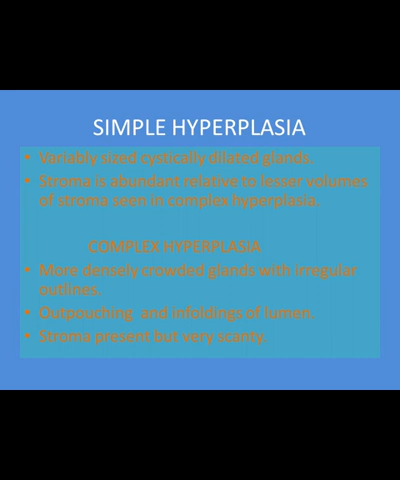 SIMPLE HYPERPLASIA
• Variably sized cystically dilated glands.
• Stroma is abundant relative to lesser volumes
of stroma seen in complex hyperplasia.
COMPLEX HYPERPLASIA
• More densely crowded glands with irregular
outlines.
• Outpouching and infoldings of lumen.
• Stroma present but very scanty.